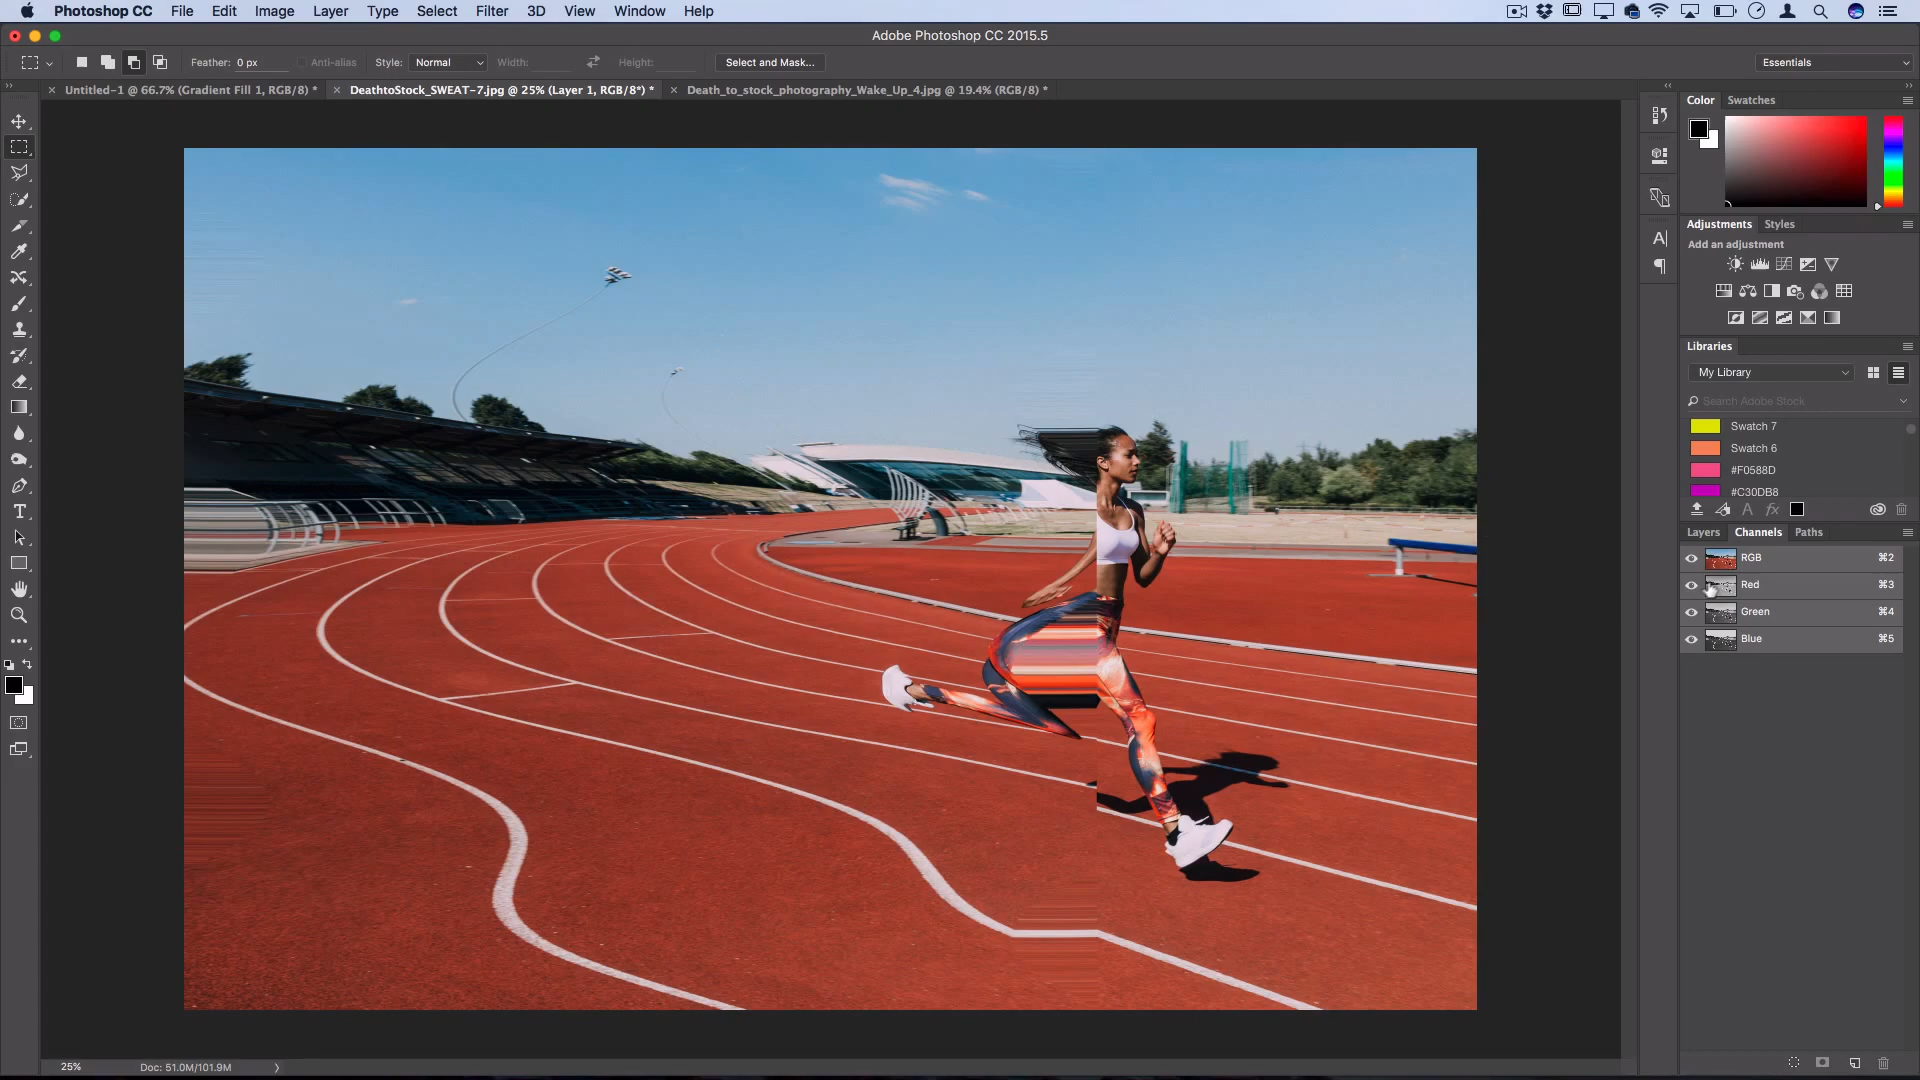 Photoshop CC File Edit Image Layer Type Select Filter 3D View Window Help
Adobe Photoshop CC 2015.5
Feather: 0 px Anti-alias Style: Normal Width: Height: Select and Mask... Essentials
Untitled-1 @ 66.7% (Gradient Fill 1, RGB/8) * DeathtoStock_SWEAT-7.jpg @ 25% (Layer 1, RGB/8*) * Death_to_stock_photography_Wake_Up_4.jpg @ 19.4% (RGB/8) *
Color Swatches
Adjustments Styles
Add an adjustment
Libraries
My Library
Search Adobe Stock
Swatch 7
Swatch 6
#F0588D
#C30DB8
Layers Channels Paths
RGB ⌘2
Red ⌘3
Green ⌘4
Blue ⌘5
25% Doc: 51.0M/101.9M